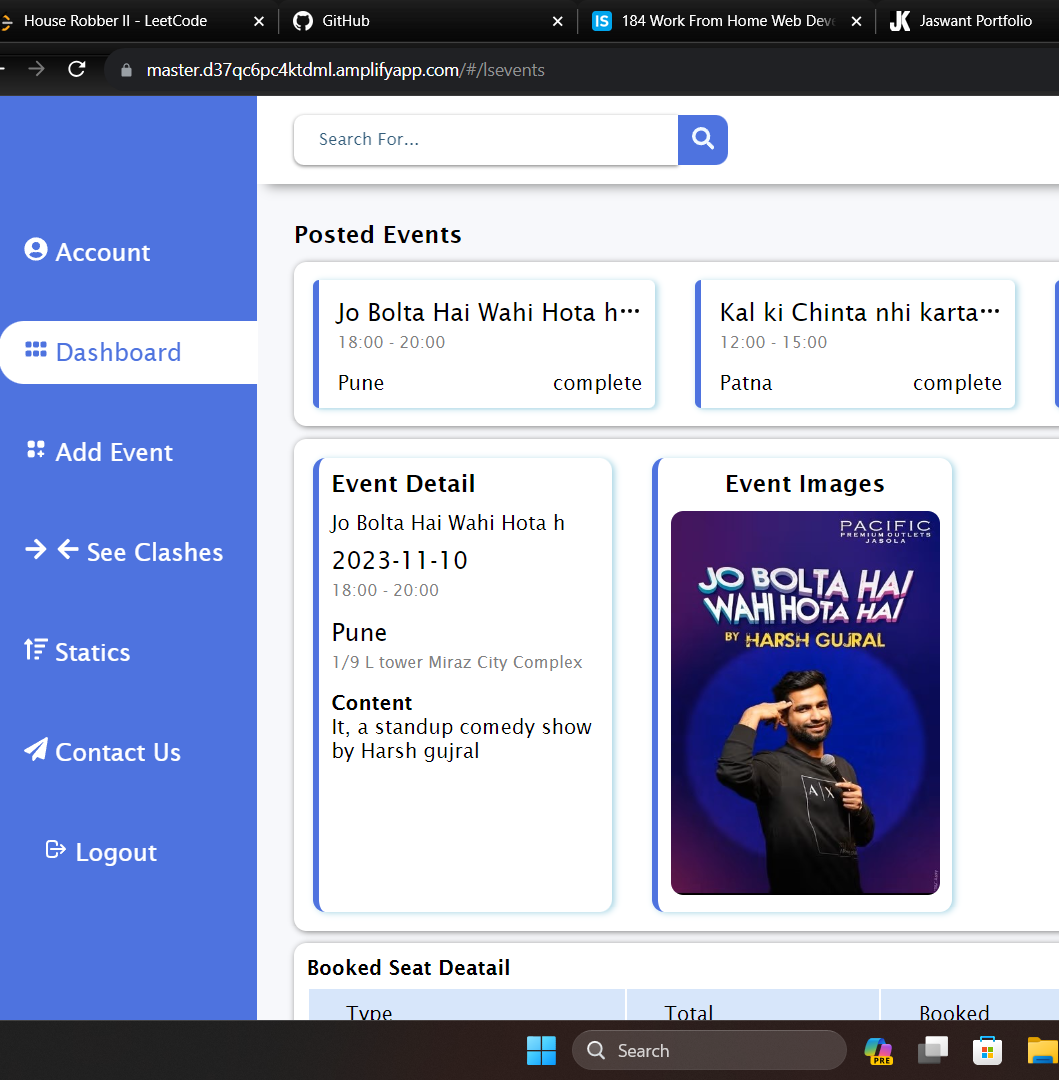 House Robber II - LeetCode
GitHub
184 Work From Home Web Deve
Jaswant Portfolio
master.d37qc6pc4ktdml.amplifyapp.com/#/lsevents
Search For...
Account
Dashboard
Add Event
See Clashes
Statics
Contact Us
Logout
Posted Events
Jo Bolta Hai Wahi Hota h...
18:00 - 20:00
Pune complete
Kal ki Chinta nhi karta...
12:00 - 15:00
Patna complete
Event Detail
Jo Bolta Hai Wahi Hota h
2023-11-10
18:00 - 20:00
Pune
1/9 L tower Miraz City Complex
Content
It, a standup comedy show
by Harsh gujral
Event Images
PACIFIC
PREMIUM OUTLETS
JASOLA
JO BOLTA HAI
WAHI HOTA HAI
BY HARSH GUJRAL
A X
Booked Seat Deatail
Type Total Booked
Search
PRE